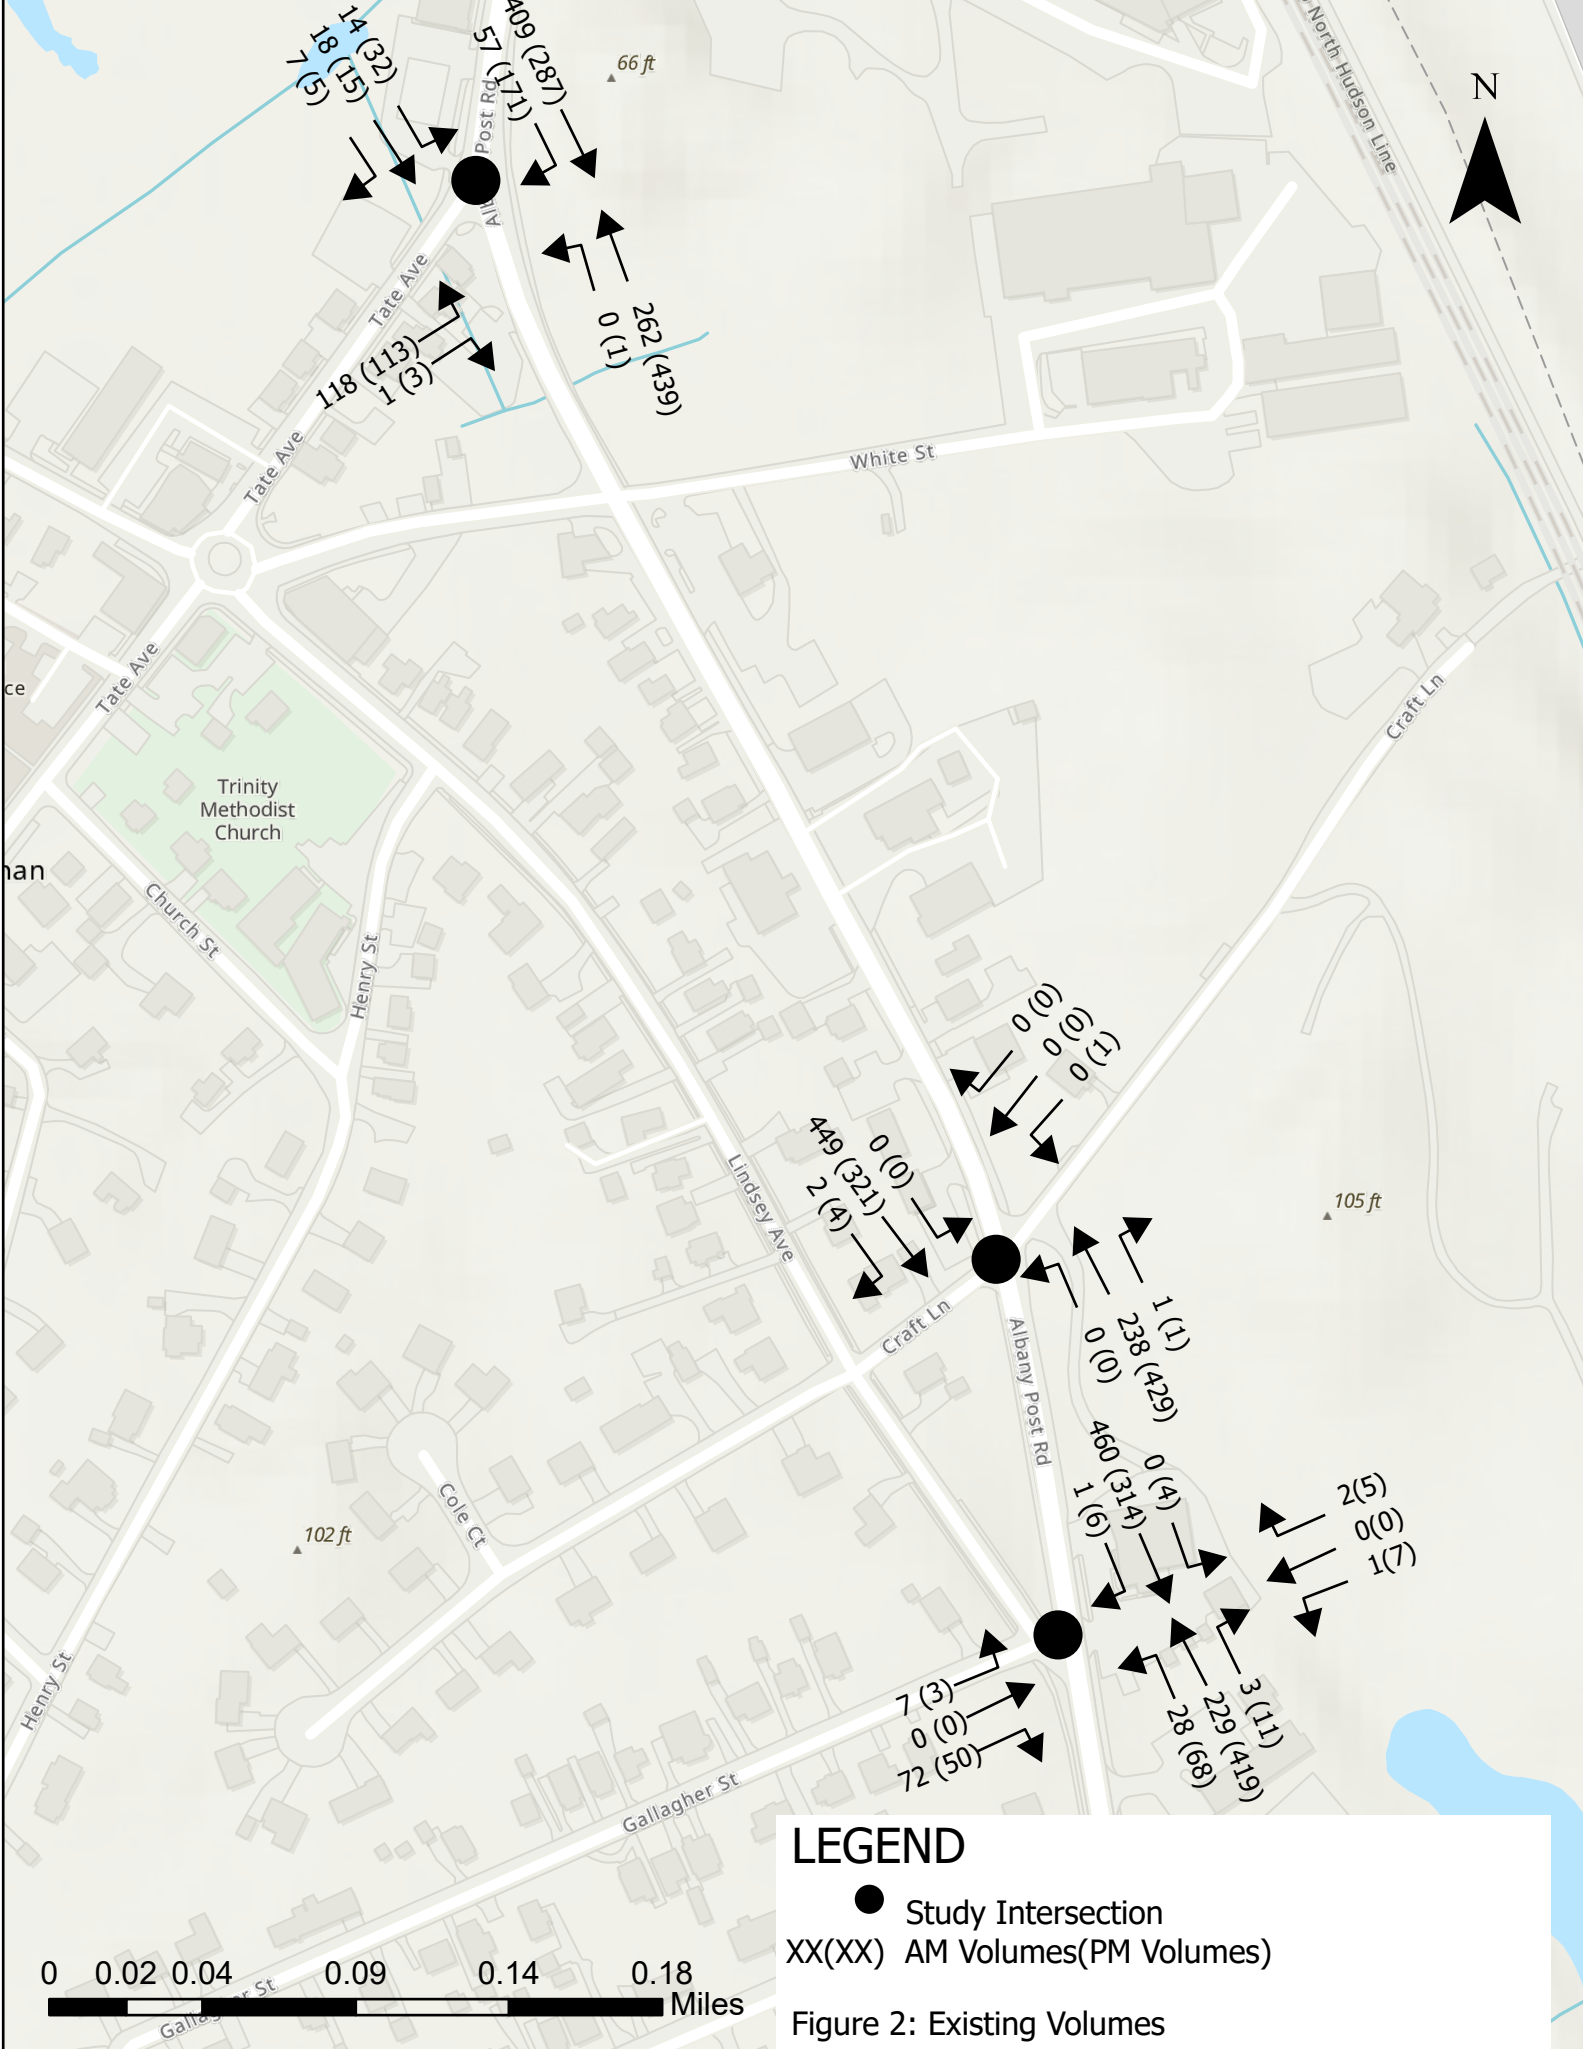 14 (32)
18 (15)
7 (5)
409 (287)
57 (171)
66 ft
North Hudson Line
N
Post Rd
Tate Ave
118 (113)
1 (3)
262 (439)
0 (1)
White St
Tate Ave
Tate Ave
ce
Craft Ln
Trinity
Methodist
Church
Church St
Henry St
0 (0)
0 (0)
0 (1)
449 (321)
0 (0)
2 (4)
Lindsey Ave
105 ft
Craft Ln
1 (1)
238 (429)
0 (0)
Albany Post Rd
460 (314)
0 (4)
1 (6)
2(5)
0(0)
1(7)
Cole Ct
102 ft
Henry St
7 (3)
0 (0)
72 (50)
3 (11)
229 (419)
28 (68)
Gallagher St
LEGEND
Study Intersection
XX(XX) AM Volumes(PM Volumes)
Figure 2: Existing Volumes
0 0.02 0.04 0.09 0.14 0.18
Miles
Gallagher St